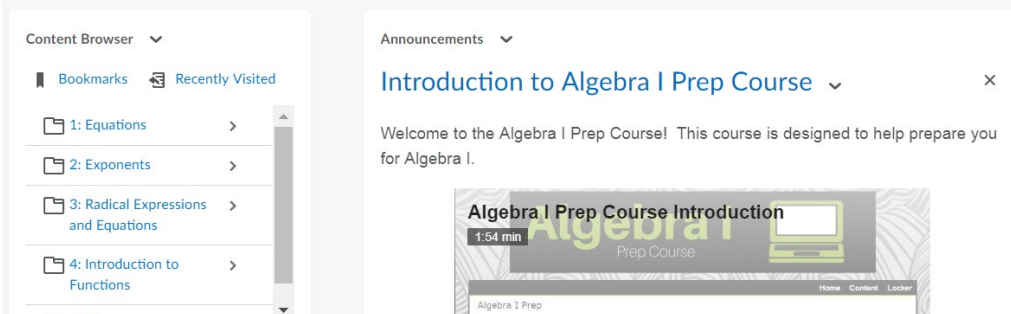 Content Browser
Bookmarks Recently Visited
1: Equations
2: Exponents
3: Radical Expressions
and Equations
4: Introduction to
Functions
Announcements
Introduction to Algebra I Prep Course
Welcome to the Algebra I Prep Course! This course is designed to help prepare you
for Algebra I.
Algebra I Prep Course Introduction
1:54 min
Algebra I
Prep Course
Home Content Locker
Algebra I Prep